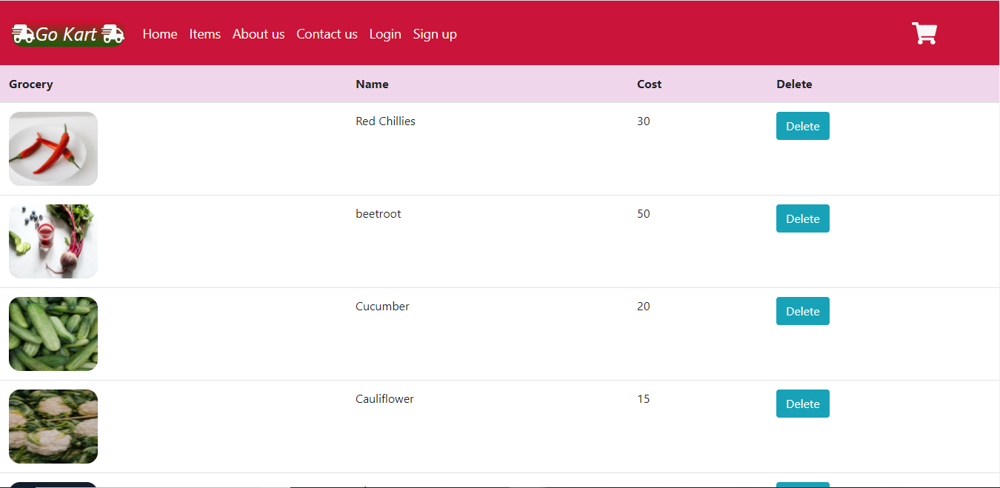 Go Kart Home Items About us Contact us Login Sign up
Grocery Name Cost Delete
Red Chillies 30 Delete
beetroot 50 Delete
Cucumber 20 Delete
Cauliflower 15 Delete